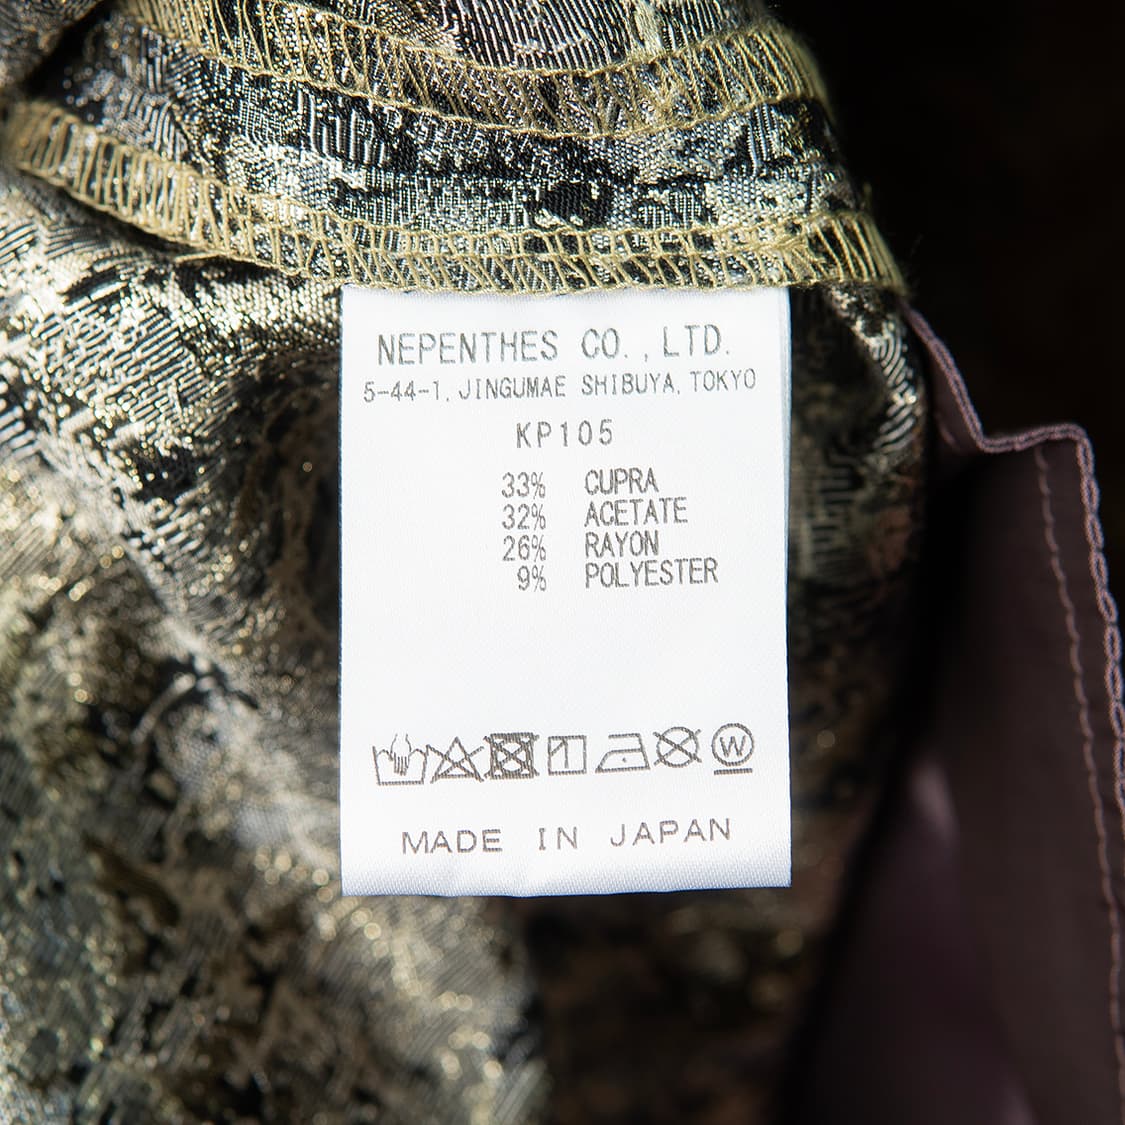 NEPENTHES CO.,LTD.
5-44-1, JINGUMAE SHIBUYA, TOKYO
KP105
33% CUPRA
32% ACETATE
26% RAYON
9% POLYESTER
W
MADE IN JAPAN